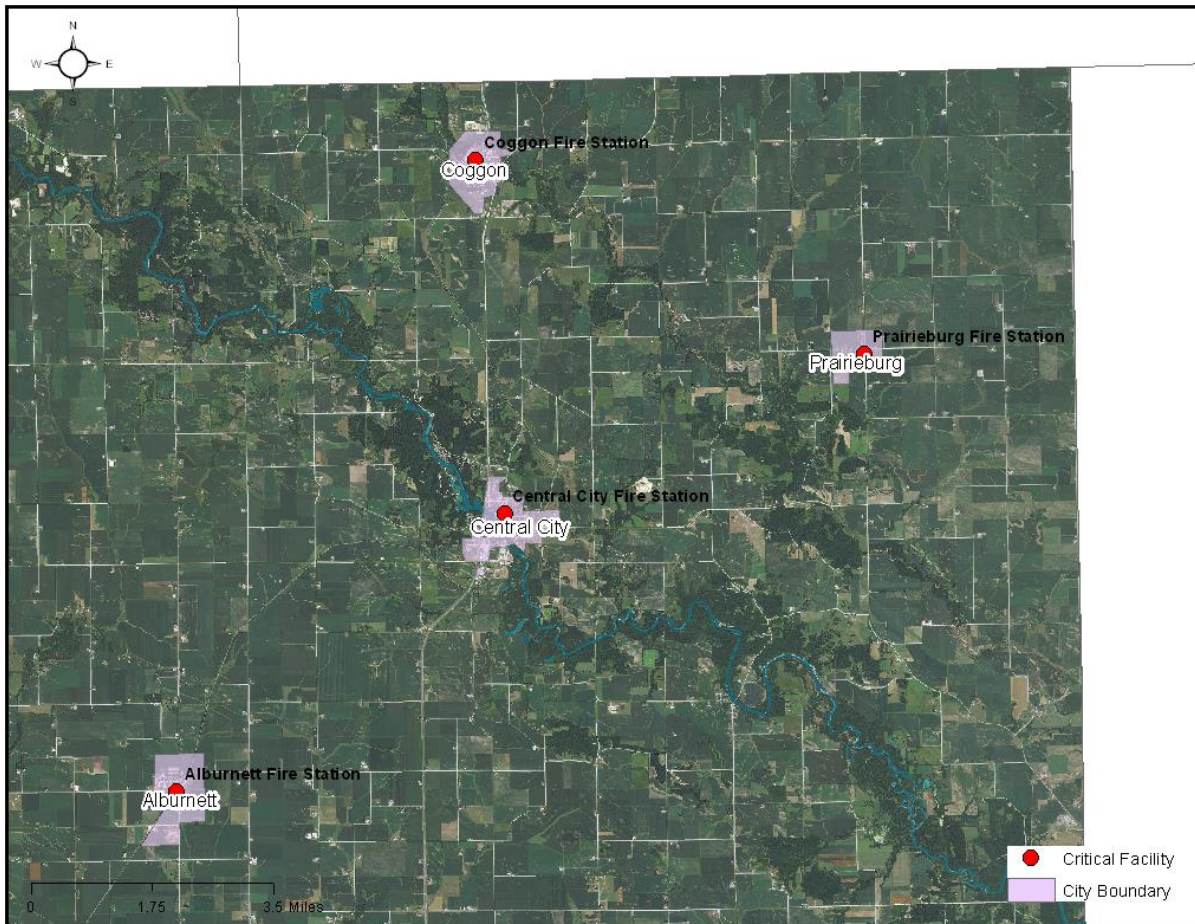 N
W
E
S
Coggon Fire Station
Coggon
Prairieburg Fire Station
Prairieburg
Central City Fire Station
Central City
Alburnett Fire Station
Alburnett
Critical Facility
City Boundary
0 1.75 3.5 Miles